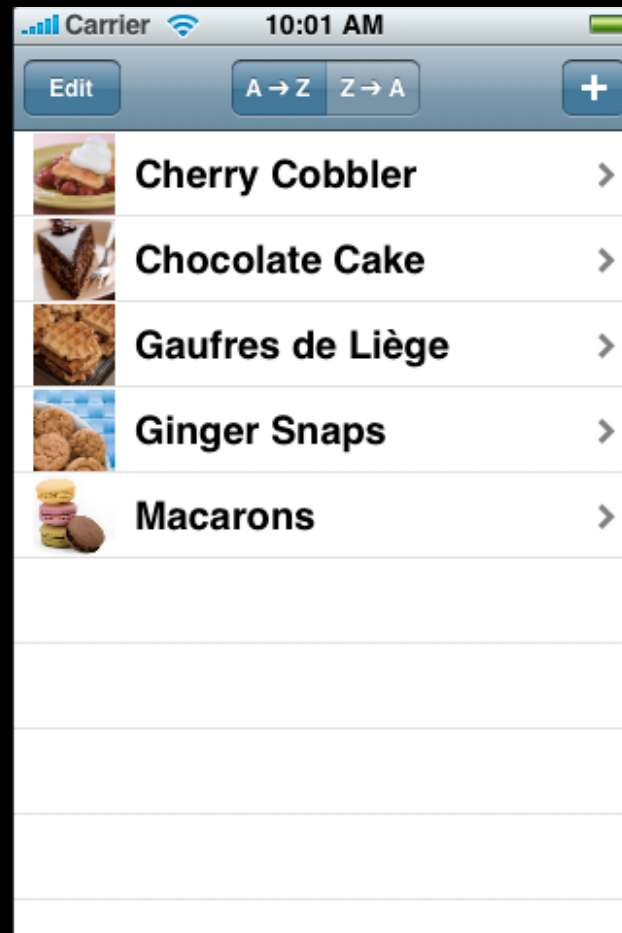 Carrier 10:01 AM
Edit A→Z Z→A +
Cherry Cobbler
Chocolate Cake
Gaufres de Liège
Ginger Snaps
Macarons